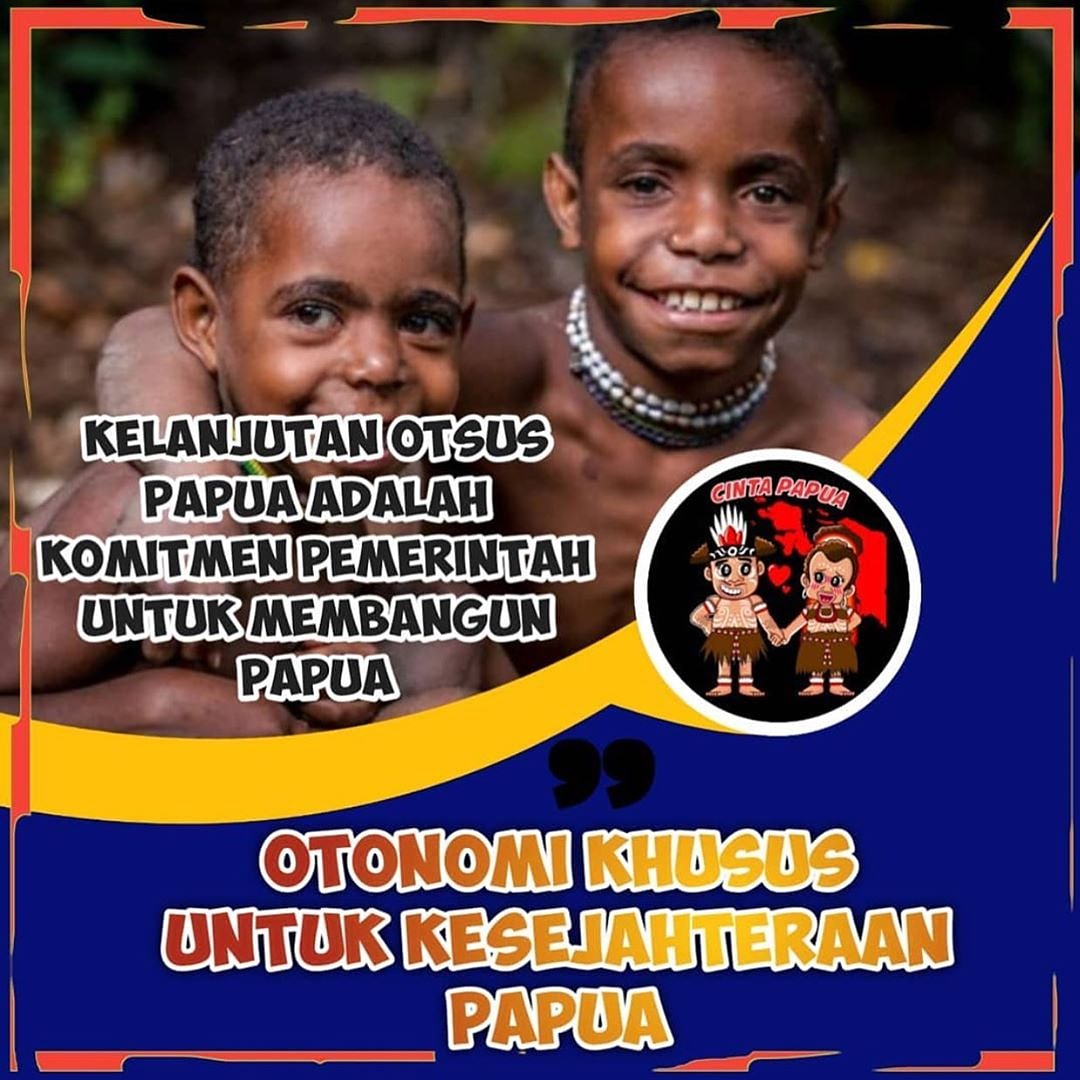 KELANJUTAN OTSUS
PAPUA ADALAH
KOMITMEN PEMERINTAH
UNTUK MEMBANGUN
PAPUA
CINTA PAPUA
"
OTONOMI KHUSUS
UNTUK KESEJAHTERAAN
PAPUA